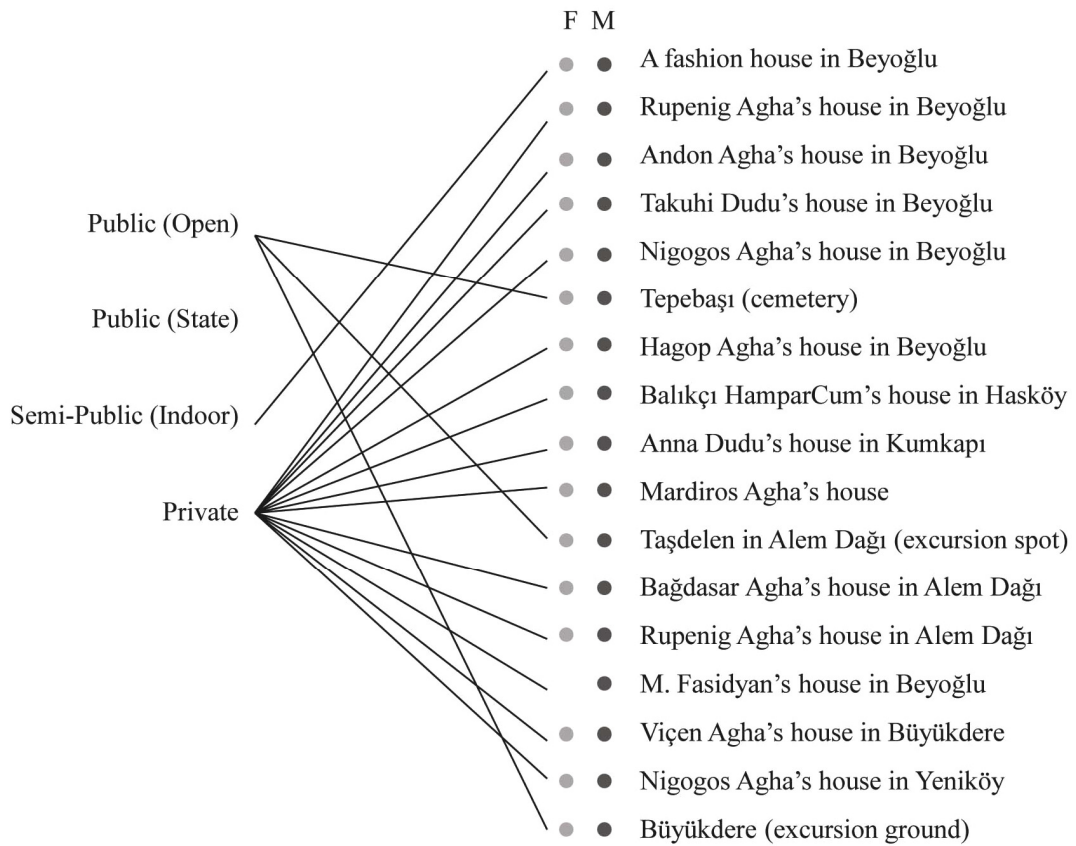 F M
A fashion house in Beyoğlu
Rupenig Agha’s house in Beyoğlu
Andon Agha’s house in Beyoğlu
Takuhi Dudu’s house in Beyoğlu
Nigogos Agha’s house in Beyoğlu
Tepebaşı (cemetery)
Hagop Agha’s house in Beyoğlu
Balıkçı HamparCum’s house in Hasköy
Anna Dudu’s house in Kumkapı
Mardiros Agha’s house
Taşdelen in Alem Dağı (excursion spot)
Bağdasar Agha’s house in Alem Dağı
Rupenig Agha’s house in Alem Dağı
M. Fasidyan’s house in Beyoğlu
Viçen Agha’s house in Büyükdere
Nigogos Agha’s house in Yeniköy
Büyükdere (excursion ground)
Public (Open)
Public (State)
Semi-Public (Indoor)
Private